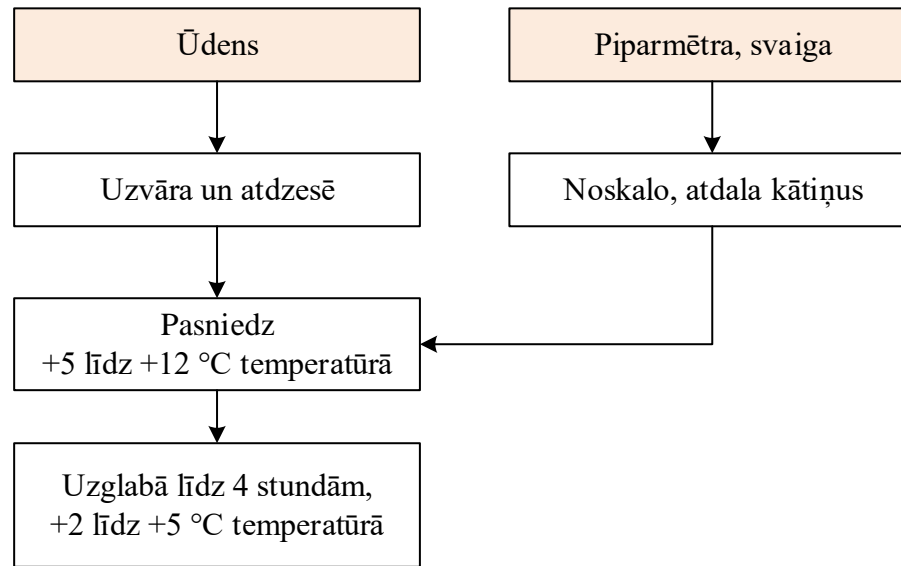 Ūdens
Piparmētra, svaiga
Uzvāra un atdzesē
Noskalo, atdala kātiņus
Pasniedz
+5 līdz +12 °C temperatūrā
Uzglabā līdz 4 stundām,
+2 līdz +5 °C temperatūrā